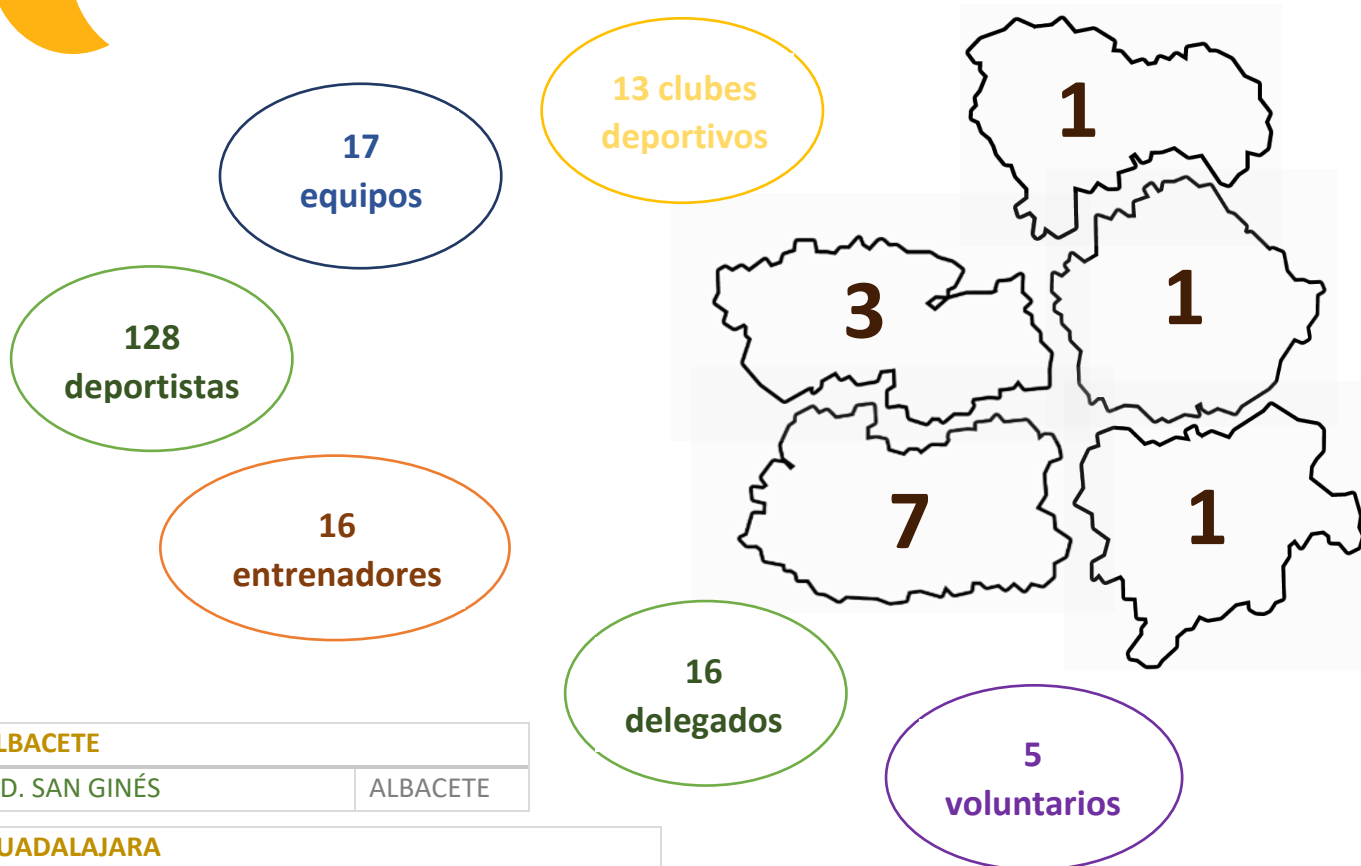 13 clubes
deportivos
1
17
equipos
3
1
128
deportistas
7
1
16
entrenadores
16
delegados
5
voluntarios
LBACETE
D. SAN GINÉS ALBACETE
UADALAJARA